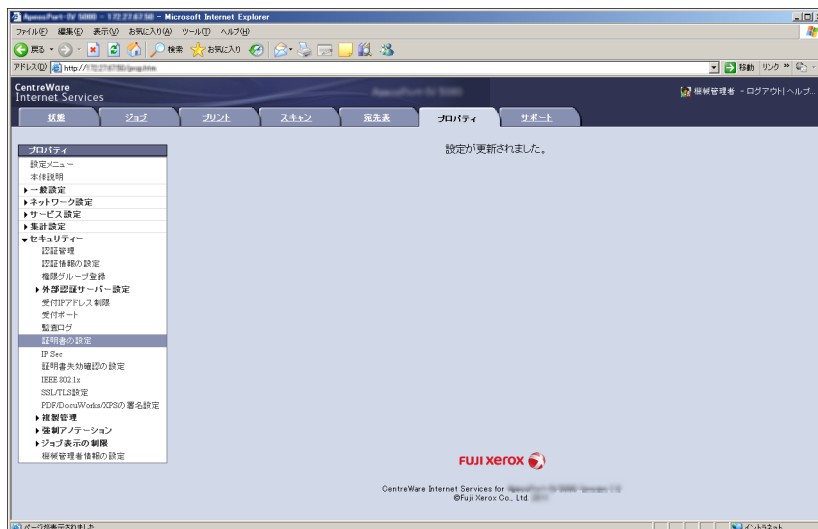 - Microsoft Internet Explorer
ファイル(F) 編集(E) 表示(V) お気に入り(A) ツール(T) ヘルプ(H)
戻る 検索 お気に入り
アドレス(D) http:// 移動 リンク »
CentreWare
Internet Services
機械管理者 - ログアウト|ヘルプ...
状態 ジョブ プリント スキャン 宛先表 プロパティ サポート
プロパティ
設定が更新されました。
設定メニュー
本体説明
一般設定
ネットワーク設定
サービス設定
集計設定
セキュリティー
認証管理
認証情報の設定
権限グループ登録
外部認証サーバー設定
受付IPアドレス制限
受付ポート
監査ログ
証明書の設定
IP Sec
証明書失効確認の設定
IEEE 802.1x
SSL/TLS設定
PDF/DocuWorks/XPSの署名設定
複製管理
強制アノテーション
ジョブ表示の制限
機械管理者情報の設定
FUJI XEROX
CentreWare Internet Services for
©Fuji Xerox Co., Ltd
ページが表示されました
イントラネット